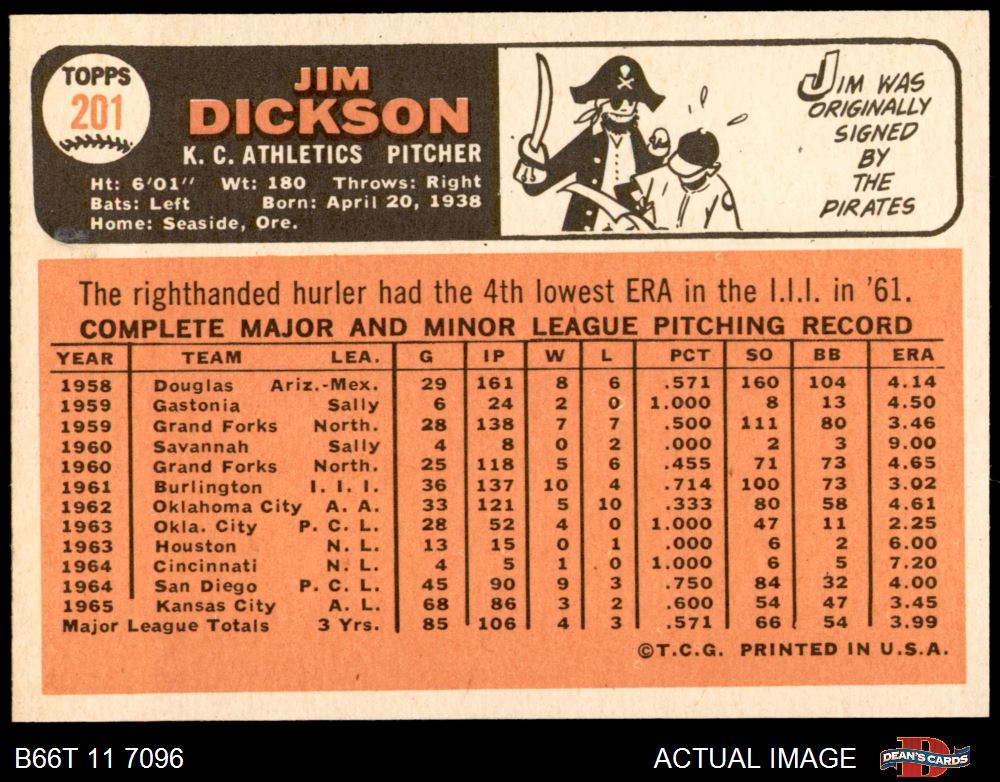 TOPPS
201
JIM
DICKSON
K. C. ATHLETICS PITCHER
Ht: 6'01" Wt: 180 Throws: Right
Bats: Left Born: April 20, 1938
Home: Seaside, Ore.
JIM WAS
ORIGINALLY
SIGNED
BY
THE
PIRATES
The righthanded hurler had the 4th lowest ERA in the I.I.I. in '61.
COMPLETE MAJOR AND MINOR LEAGUE PITCHING RECORD
YEAR TEAM LEA. G IP W L PCT SO BB ERA
1958 Douglas Ariz.-Mex. 29 161 8 6 .571 160 104 4.14
1959 Gastonia Sally 6 24 2 0 1.000 8 13 4.50
1959 Grand Forks North. 28 138 7 7 .500 111 80 3.46
1960 Savannah Sally 4 8 0 2 .000 2 3 9.00
1960 Grand Forks North. 25 118 5 6 .455 71 73 4.65
1961 Burlington I. I. I. 36 137 10 4 .714 100 73 3.02
1962 Oklahoma City A. A. 33 121 5 10 .333 80 58 4.61
1963 Okla. City P. C. L. 28 52 4 0 1.000 47 11 2.25
1963 Houston N. L. 13 15 0 1 .000 6 2 6.00
1964 Cincinnati N. L. 4 5 1 0 1.000 6 5 7.20
1964 San Diego P. C. L. 45 90 9 3 .750 84 32 4.00
1965 Kansas City A. L. 68 86 3 2 .600 54 47 3.45
Major League Totals 3 Yrs. 85 106 4 3 .571 66 54 3.99
©T.C.G. PRINTED IN U.S.A.
B66T 11 7096
ACTUAL IMAGE
DEAN'S CARDS